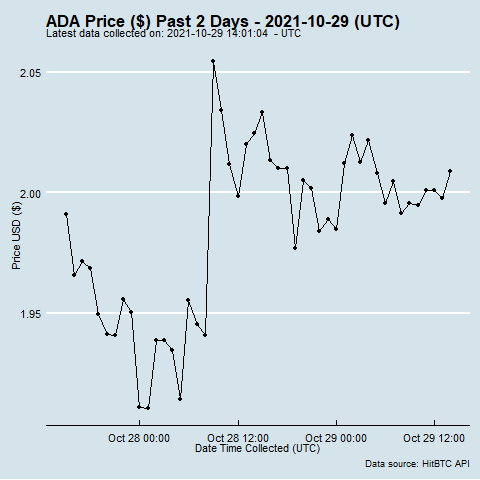 ADA Price ($) Past 2 Days - 2021-10-29 (UTC)
Latest data collected on: 2021-10-29 14:01:04 - UTC
2.05
2.00
1.95
Price USD ($)
Oct 28 00:00
Oct 28 12:00
Oct 29 00:00
Oct 29 12:00
Date Time Collected (UTC)
Data source: HitBTC API